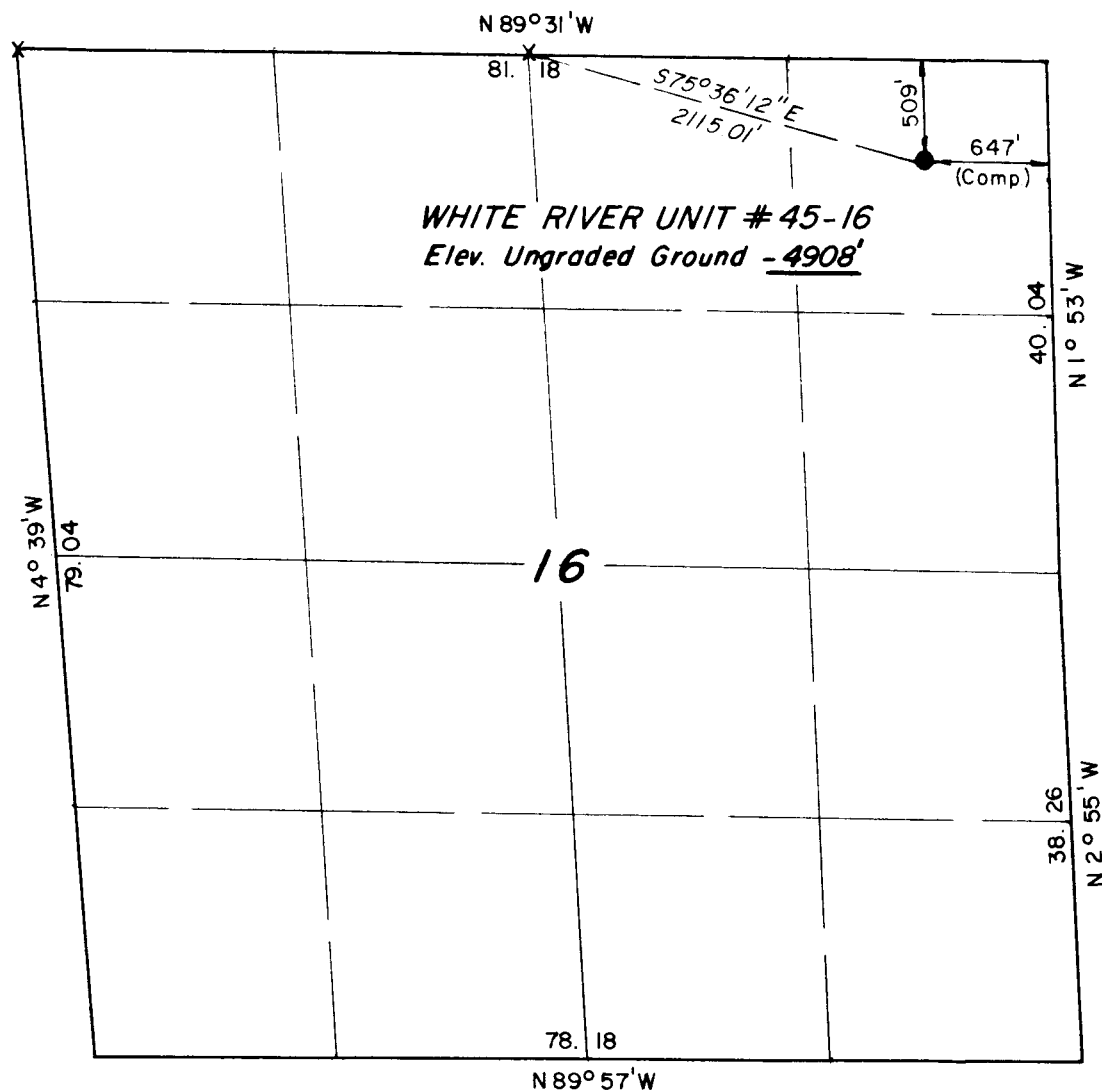 N 89° 31' W
81. 18
S75° 36' 12" E
2115 01'
509'
647'
(Comp)
WHITE RIVER UNIT # 45-16
Elev. Ungraded Ground - 4908'
40. 04
N 1° 53' W
N 4° 39' W
79. 04
16
38. 26
N 2° 55' W
78. 18
N 89° 57' W